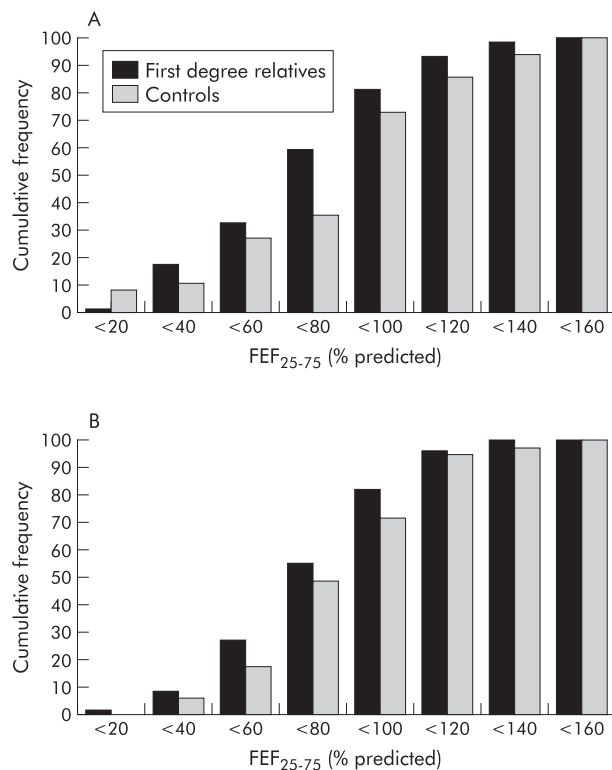 A
100
90
80
70
60
50
40
30
20
10
0
Cumulative frequency
First degree relatives
Controls
<20 <40 <60 <80 <100 <120 <140 <160
FEF25-75 (% predicted)
B
100
90
80
70
60
50
40
30
20
10
0
Cumulative frequency
<20 <40 <60 <80 <100 <120 <140 <160
FEF25-75 (% predicted)